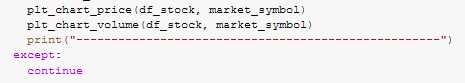 plt_chart_price(df_stock, market_symbol)
plt_chart_volume(df_stock, market_symbol)
print("-------------------------------------------------------")
except:
continue